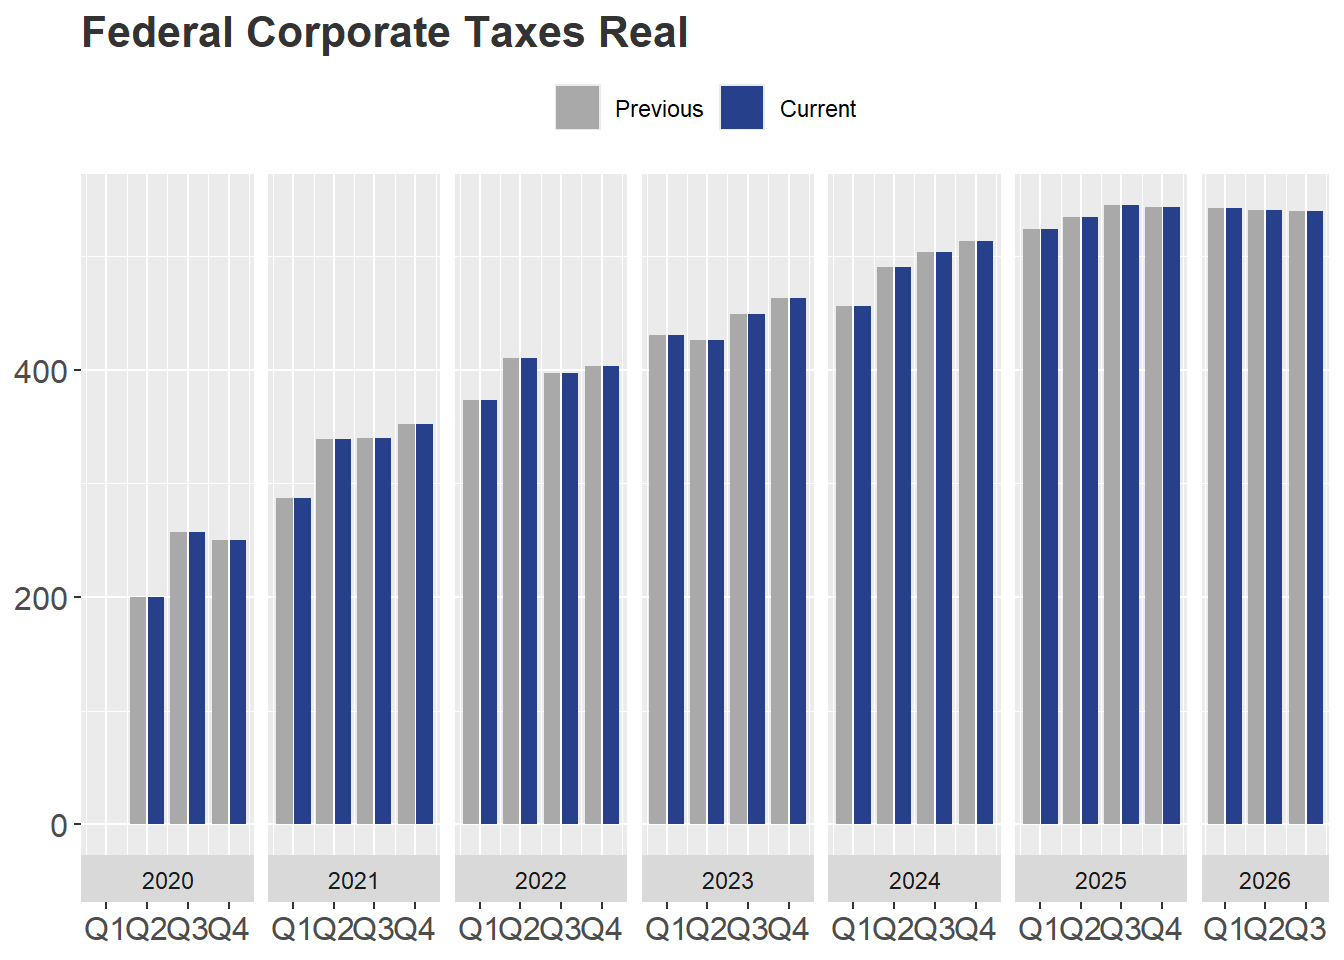 Federal Corporate Taxes Real
Previous Current
400
200
0
2020 2021 2022 2023 2024 2025 2026
Q1Q2Q3Q4 Q1Q2Q3Q4 Q1Q2Q3Q4 Q1Q2Q3Q4 Q1Q2Q3Q4 Q1Q2Q3Q4 Q1Q2Q3